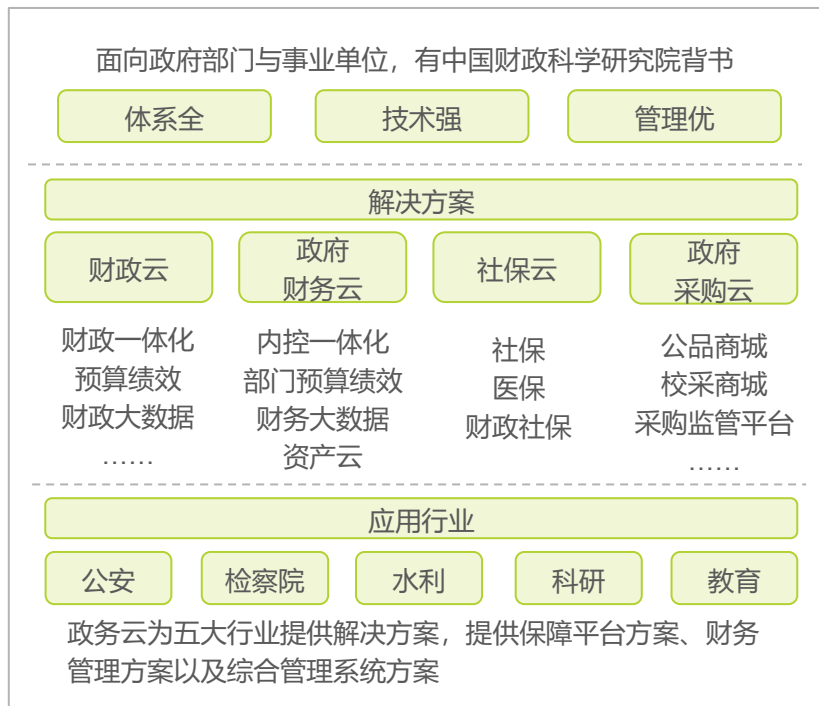 面向政府部门与事业单位，有中国财政科学研究院背书
体系全
技术强
管理优
解决方案
财政云
政府
财务云
社保云
政府
采购云
财政一体化
预算绩效
财政大数据
……
内控一体化
部门预算绩效
财务大数据
资产云
社保
医保
财政社保
公品商城
校采商城
采购监管平台
……
应用行业
公安
检察院
水利
科研
教育
政务云为五大行业提供解决方案，提供保障平台方案、财务
管理方案以及综合管理系统方案